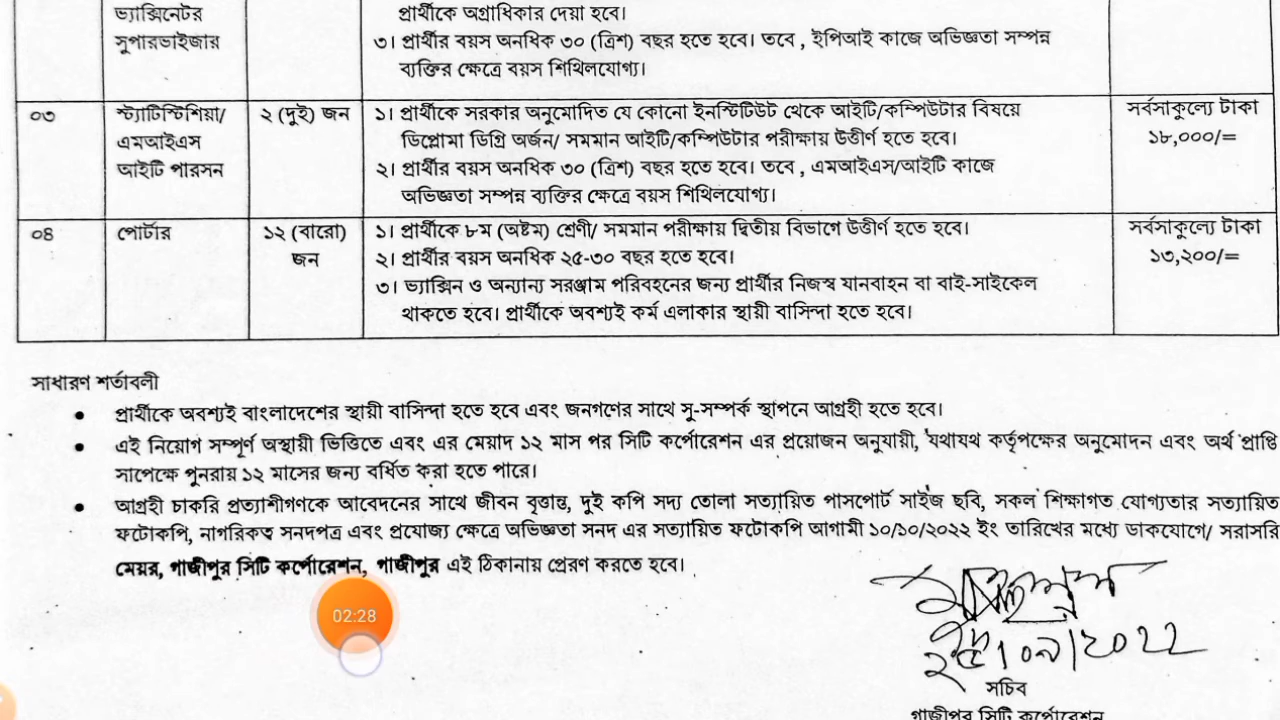 ভ্যাক্সিনেটর
সুপারভাইজার
প্রার্থীকে অগ্রাধিকার দেয়া হবে।
৩। প্রার্থীর বয়স অনধিক ৩০ (ত্রিশ) বছর হতে হবে। তবে , ইপিআই কাজে অভিজ্ঞতা সম্পন্ন
ব্যক্তির ক্ষেত্রে বয়স শিথিলযোগ্য।
০৩
স্ট্যাটিস্টিশিয়া/
এমআইএস
আইটি পারসন
২ (দুই) জন
১। প্রার্থীকে সরকার অনুমোদিত যে কোনো ইনস্টিটিউট থেকে আইটি/কম্পিউটার বিষয়ে
ডিপ্লোমা ডিগ্রি অর্জন/ সমমান আইটি/কম্পিউটার পরীক্ষায় উত্তীর্ণ হতে হবে।
২। প্রার্থীর বয়স অনধিক ৩০ (ত্রিশ) বছর হতে হবে। তবে , এমআইএস/আইটি কাজে
অভিজ্ঞতা সম্পন্ন ব্যক্তির ক্ষেত্রে বয়স শিথিলযোগ্য।
সর্বসাকুল্যে টাকা
১৮,০০০/=
০৪
পোর্টার
১২ (বারো)
জন
১। প্রার্থীকে ৮ম (অষ্টম) শ্রেণী/ সমমান পরীক্ষায় দ্বিতীয় বিভাগে উত্তীর্ণ হতে হবে।
২। প্রার্থীর বয়স অনধিক ২৫-৩০ বছর হতে হবে।
৩। ভ্যাক্সিন ও অন্যান্য সরঞ্জাম পরিবহনের জন্য প্রার্থীর নিজস্ব যানবাহন বা বাই-সাইকেল
থাকতে হবে। প্রার্থীকে অবশ্যই কর্ম এলাকার স্থায়ী বাসিন্দা হতে হবে।
সর্বসাকুল্যে টাকা
১৩,২০০/=
সাধারণ শর্তাবলী
• প্রার্থীকে অবশ্যই বাংলাদেশের স্থায়ী বাসিন্দা হতে হবে এবং জনগণের সাথে সু-সম্পর্ক স্থাপনে আগ্রহী হতে হবে।
• এই নিয়োগ সম্পূর্ণ অস্থায়ী ভিত্তিতে এবং এর মেয়াদ ১২ মাস পর সিটি কর্পোরেশন এর প্রয়োজন অনুযায়ী, যথাযথ কর্তৃপক্ষের অনুমোদন এবং অর্থ প্রাপ্তি
সাপেক্ষে পুনরায় ১২ মাসের জন্য বর্ধিত করা হতে পারে।
• আগ্রহী চাকরি প্রত্যাশীগণকে আবেদনের সাথে জীবন বৃত্তান্ত, দুই কপি সদ্য তোলা সত্যায়িত পাসপোর্ট সাইজ ছবি, সকল শিক্ষাগত যোগ্যতার সত্যায়িত
ফটোকপি, নাগরিকত্ব সনদপত্র এবং প্রযোজ্য ক্ষেত্রে অভিজ্ঞতা সনদ এর সত্যায়িত ফটোকপি আগামী ১০/১০/২০২২ ইং তারিখের মধ্যে ডাকযোগে/ সরাসরি
মেয়র, গাজীপুর সিটি কর্পোরেশন, গাজীপুর এই ঠিকানায় প্রেরণ করতে হবে।
02:28
২৫।০৯/২০২২
সচিব
গাজীপুর সিটি কর্পোরেশন